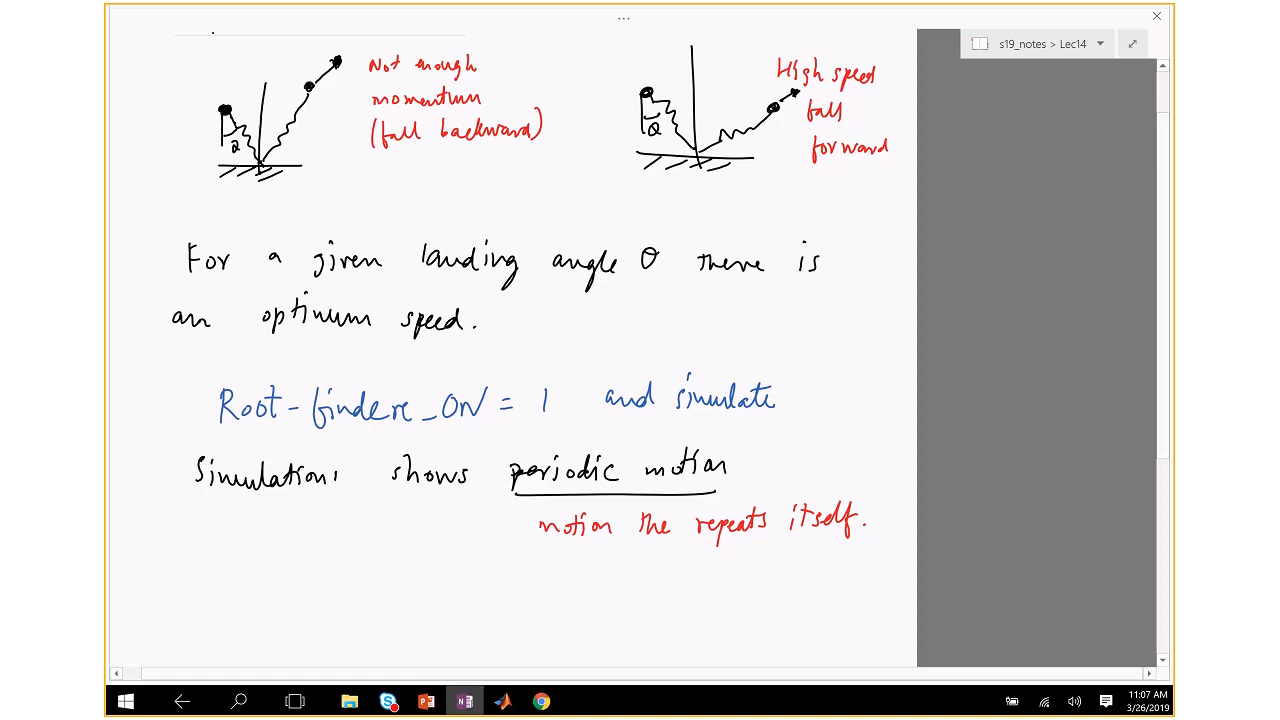 s19_notes > Lec14
Not enough
momentum
(fall backward)
High speed
fall
forward
θ
θ
For a given landing angle θ there is
an optimum speed.
Root-findere_ON = 1 and simulate
Simulation: shows periodic motion
motion the repeats itself.
11:07 AM
3/26/2019